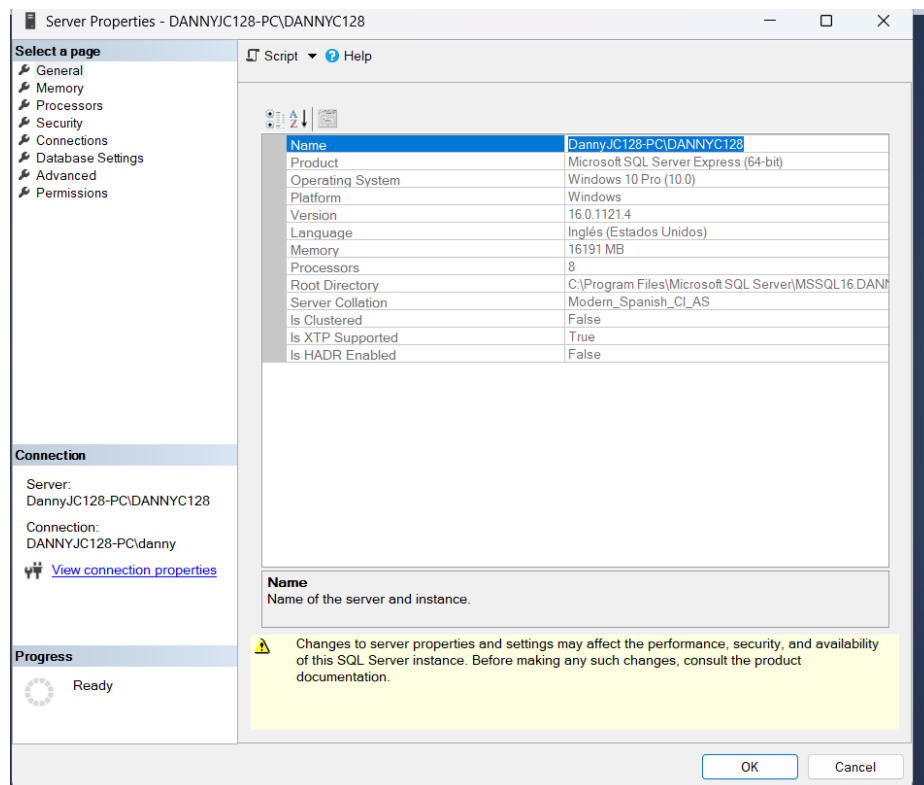 Server Properties - DANNYJC128-PC\DANNYC128
Select a page
General
Memory
Processors
Security
Connections
Database Settings
Advanced
Permissions
Script
Help
Name DannyJC128-PC\DANNYC128
Product Microsoft SQL Server Express (64-bit)
Operating System Windows 10 Pro (10.0)
Platform Windows
Version 16.0.1121.4
Language Inglés (Estados Unidos)
Memory 16191 MB
Processors 8
Root Directory C:\Program Files\Microsoft SQL Server\MSSQL16.DANN
Server Collation Modern_Spanish_CI_AS
Is Clustered False
Is XTP Supported True
Is HADR Enabled False
Connection
Server:
DannyJC128-PC\DANNYC128
Connection:
DANNYJC128-PC\danny
View connection properties
Name
Name of the server and instance.
Progress
Ready
Changes to server properties and settings may affect the performance, security, and availability
of this SQL Server instance. Before making any such changes, consult the product
documentation.
OK
Cancel